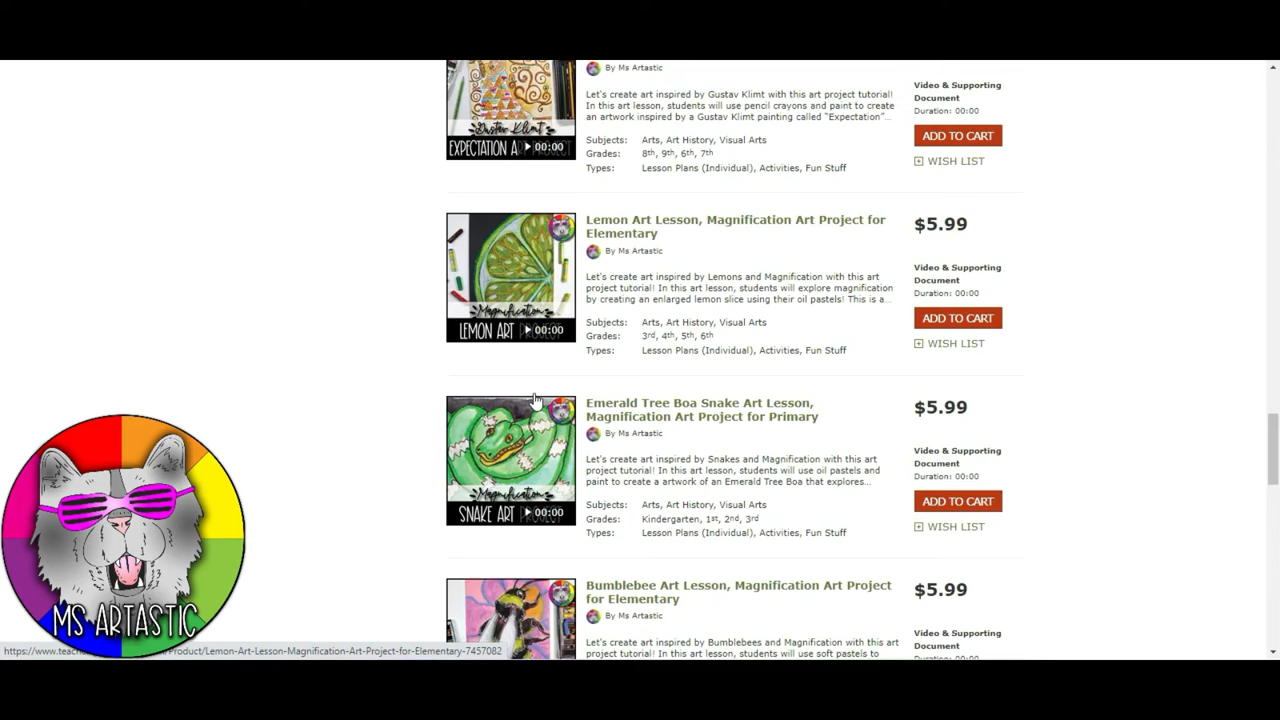 By Ms Artastic
Let's create art inspired by Gustav Klimt with this art project tutorial!
In this art lesson, students will use pencil crayons and paint to create
an artwork inspired by a Gustav Klimt painting called "Expectation"...
Subjects: Arts, Art History, Visual Arts
Grades: 8th, 9th, 6th, 7th
Types: Lesson Plans (Individual), Activities, Fun Stuff
Video & Supporting
Document
Duration: 00:00
ADD TO CART
WISH LIST
Gustav Klimt
EXPECTATION ART PROJECT
00:00
Lemon Art Lesson, Magnification Art Project for
Elementary
By Ms Artastic
Let's create art inspired by Lemons and Magnification with this art
project tutorial! In this art lesson, students will explore magnification
by creating an enlarged lemon slice using their oil pastels! This is a...
Subjects: Arts, Art History, Visual Arts
Grades: 3rd, 4th, 5th, 6th
Types: Lesson Plans (Individual), Activities, Fun Stuff
$5.99
Video & Supporting
Document
Duration: 00:00
ADD TO CART
WISH LIST
Magnification
LEMON ART PROJECT
00:00
Emerald Tree Boa Snake Art Lesson,
Magnification Art Project for Primary
By Ms Artastic
Let's create art inspired by Snakes and Magnification with this art
project tutorial! In this art lesson, students will use oil pastels and
paint to create a artwork of an Emerald Tree Boa that explores...
Subjects: Arts, Art History, Visual Arts
Grades: Kindergarten, 1st, 2nd, 3rd
Types: Lesson Plans (Individual), Activities, Fun Stuff
$5.99
Video & Supporting
Document
Duration: 00:00
ADD TO CART
WISH LIST
Magnification
SNAKE ART PROJECT
00:00
Bumblebee Art Lesson, Magnification Art Project
for Elementary
By Ms Artastic
Let's create art inspired by Bumblebees and Magnification with this art
project tutorial! In this art lesson, students will use soft pastels to
$5.99
Video & Supporting
Document
MS ARTASTIC
https://www.teac
Product/Lemon-Art-Lesson-Magnification-Art-Project-for-Elementary-7457082